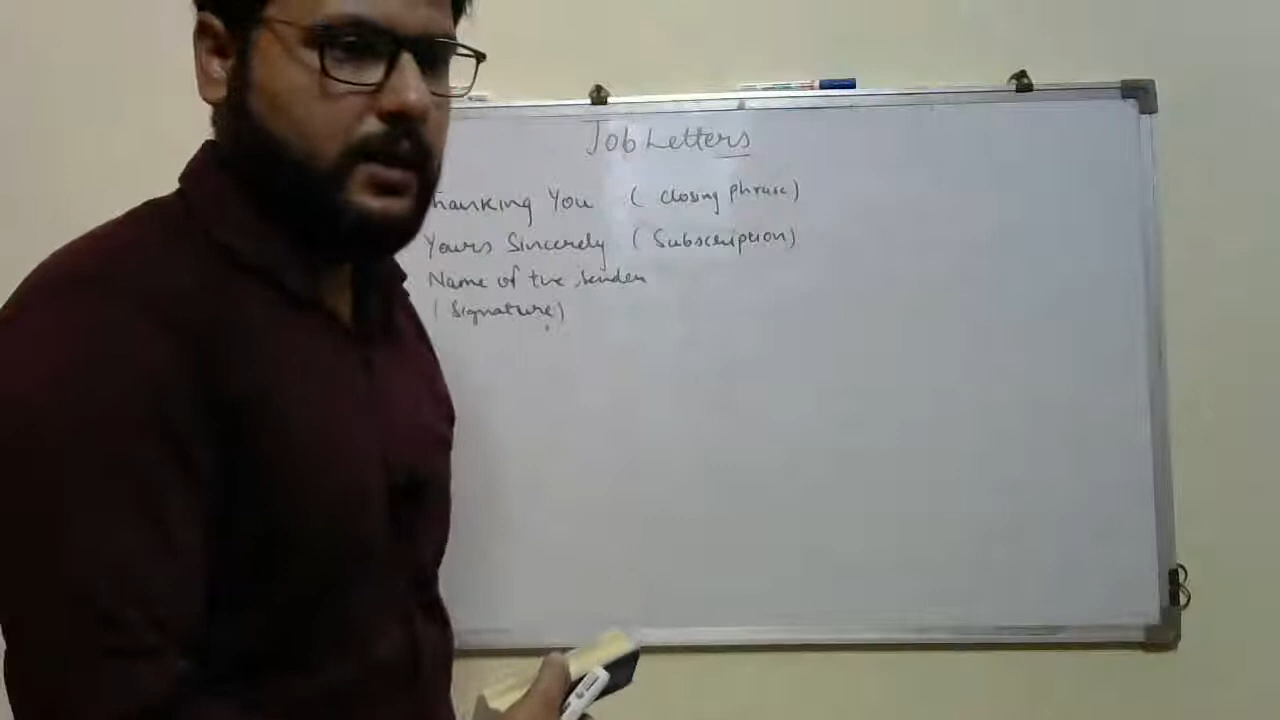 Job Letters
Thanking You ( closing phrase)
Yours Sincerely ( Subscription)
Name of the sender
( Signature)